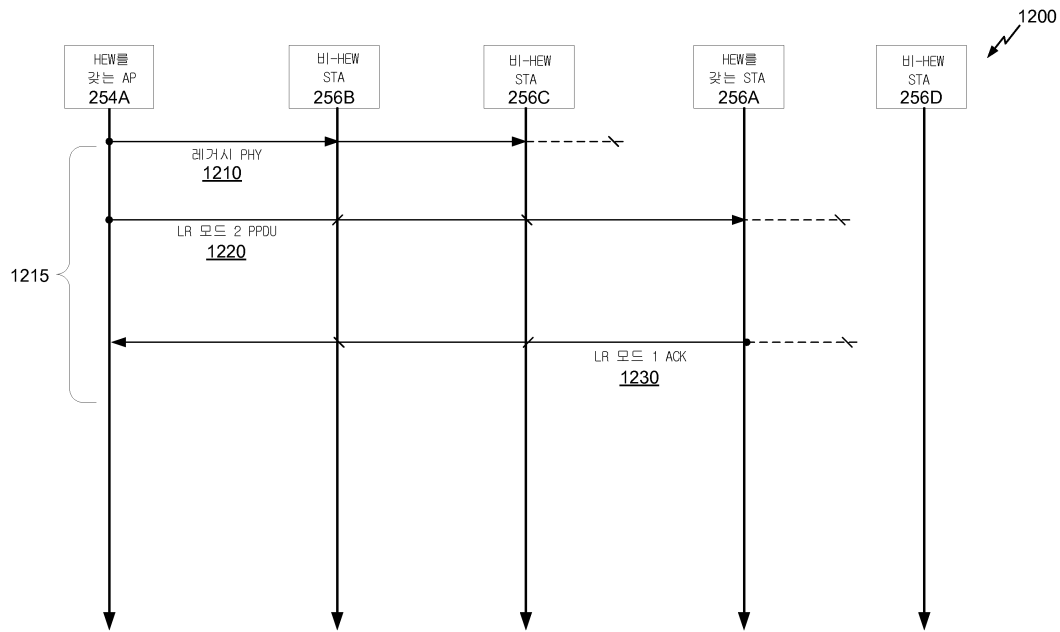 1200
HEW를
갖는 AP
254A
비-HEW
STA
256B
비-HEW
STA
256C
HEW를
갖는 STA
256A
비-HEW
STA
256D
레거시 PHY
1210
LR 모드 2 PPDU
1220
1215
LR 모드 1 ACK
1230